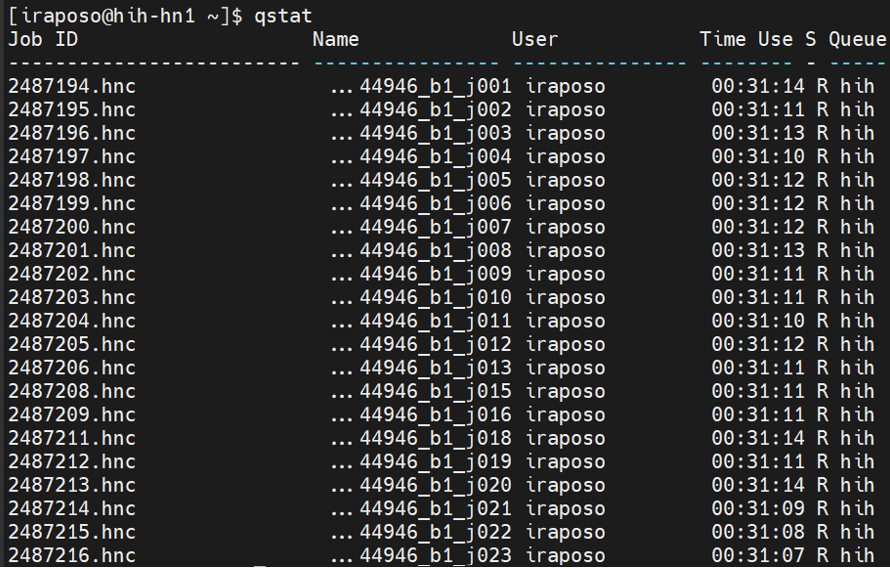 [iraposo@hih-hn1 ~]$ qstat
Job ID                    Name             User            Time Use S Queue
------------------------- ---------------- --------------- -------- - -----
2487194.hnc                ...44946_b1_j001 iraposo         00:31:14 R hih
2487195.hnc                ...44946_b1_j002 iraposo         00:31:11 R hih
2487196.hnc                ...44946_b1_j003 iraposo         00:31:13 R hih
2487197.hnc                ...44946_b1_j004 iraposo         00:31:10 R hih
2487198.hnc                ...44946_b1_j005 iraposo         00:31:12 R hih
2487199.hnc                ...44946_b1_j006 iraposo         00:31:12 R hih
2487200.hnc                ...44946_b1_j007 iraposo         00:31:12 R hih
2487201.hnc                ...44946_b1_j008 iraposo         00:31:13 R hih
2487202.hnc                ...44946_b1_j009 iraposo         00:31:11 R hih
2487203.hnc                ...44946_b1_j010 iraposo         00:31:11 R hih
2487204.hnc                ...44946_b1_j011 iraposo         00:31:10 R hih
2487205.hnc                ...44946_b1_j012 iraposo         00:31:12 R hih
2487206.hnc                ...44946_b1_j013 iraposo         00:31:11 R hih
2487208.hnc                ...44946_b1_j015 iraposo         00:31:11 R hih
2487209.hnc                ...44946_b1_j016 iraposo         00:31:11 R hih
2487211.hnc                ...44946_b1_j018 iraposo         00:31:14 R hih
2487212.hnc                ...44946_b1_j019 iraposo         00:31:11 R hih
2487213.hnc                ...44946_b1_j020 iraposo         00:31:14 R hih
2487214.hnc                ...44946_b1_j021 iraposo         00:31:09 R hih
2487215.hnc                ...44946_b1_j022 iraposo         00:31:08 R hih
2487216.hnc                ...44946_b1_j023 iraposo         00:31:07 R hih